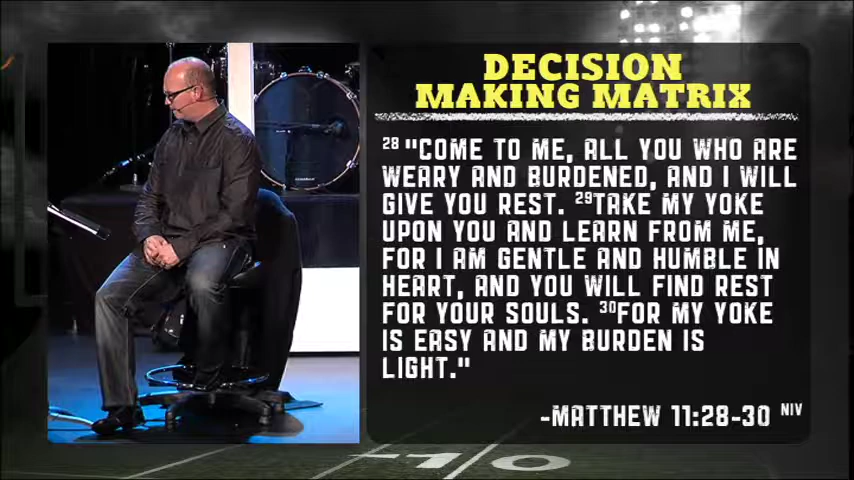 DECISION
MAKING MATRIX
28 "COME TO ME, ALL YOU WHO ARE
WEARY AND BURDENED, AND I WILL
GIVE YOU REST. 29TAKE MY YOKE
UPON YOU AND LEARN FROM ME,
FOR I AM GENTLE AND HUMBLE IN
HEART, AND YOU WILL FIND REST
FOR YOUR SOULS. 30FOR MY YOKE
IS EASY AND MY BURDEN IS
LIGHT."
-MATTHEW 11:28-30 NIV
-10